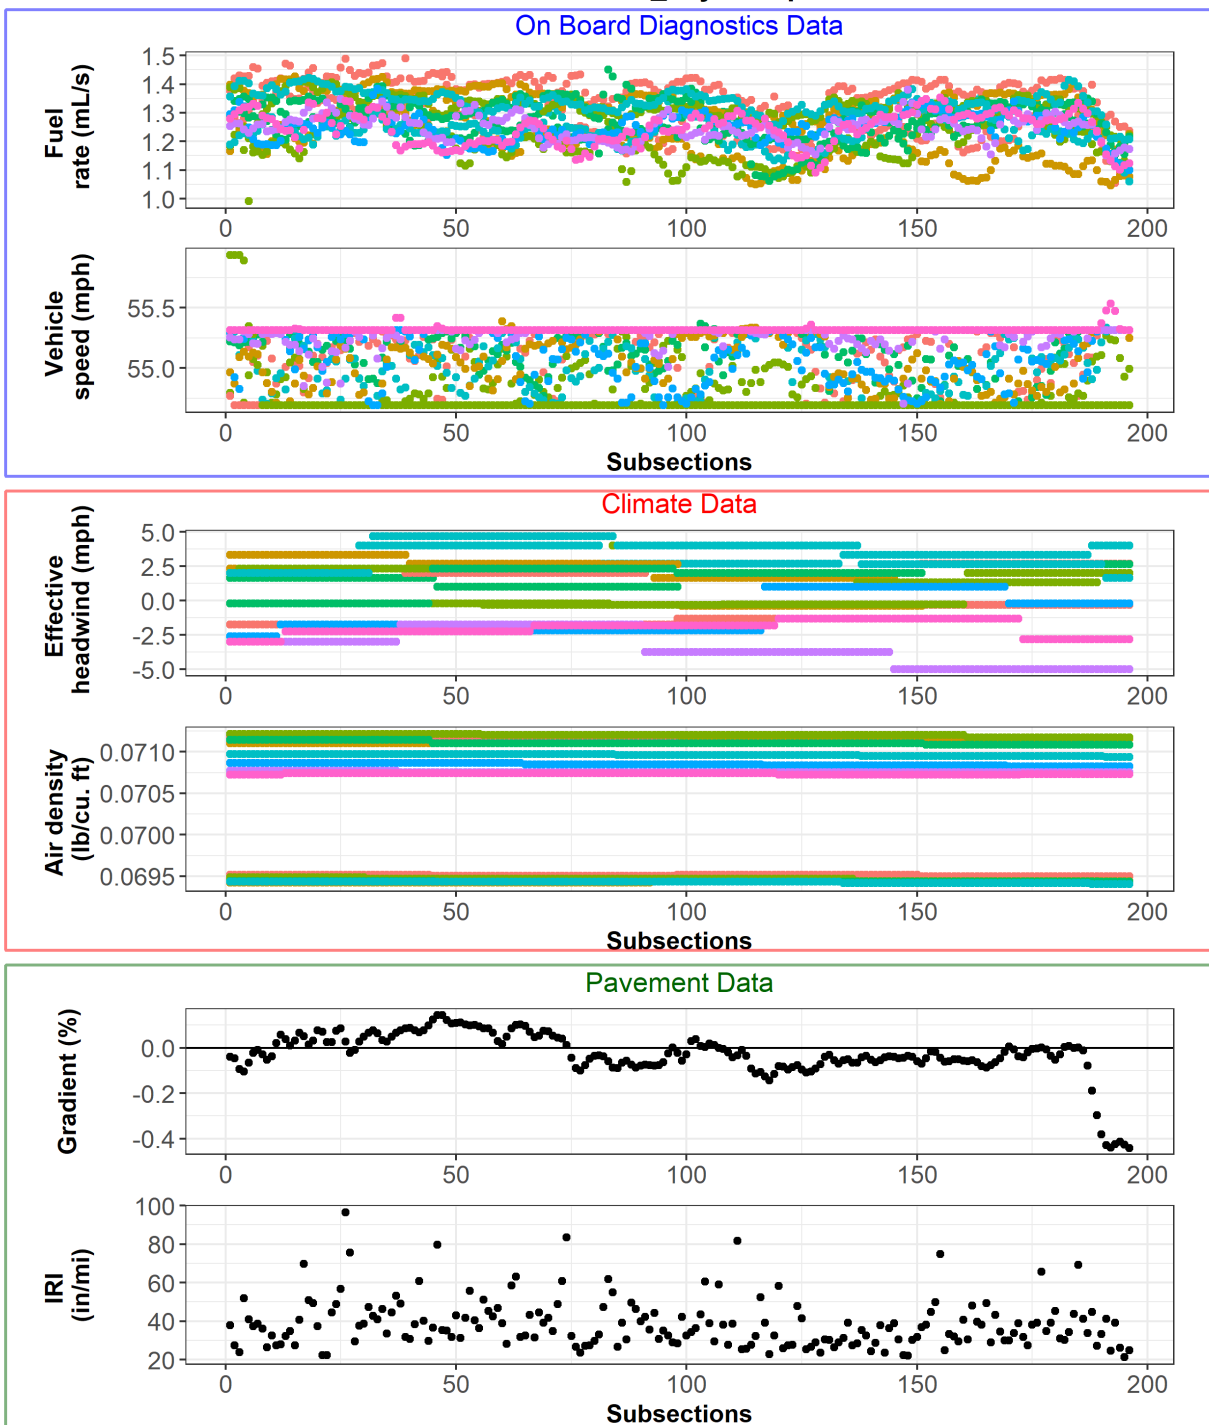 On Board Diagnostics Data
Fuel
rate (mL/s)
1.5
1.4
1.3
1.2
1.1
1.0
0 50 100 150 200
Vehicle
speed (mph)
55.5
55.0
0 50 100 150 200
Subsections
Climate Data
Effective
headwind (mph)
5.0
2.5
0.0
-2.5
-5.0
0 50 100 150 200
Air density
(lb/cu. ft)
0.0710
0.0705
0.0700
0.0695
0 50 100 150 200
Subsections
Pavement Data
Gradient (%)
0.0
-0.2
-0.4
0 50 100 150 200
IRI
(in/mi)
100
80
60
40
20
0 50 100 150 200
Subsections